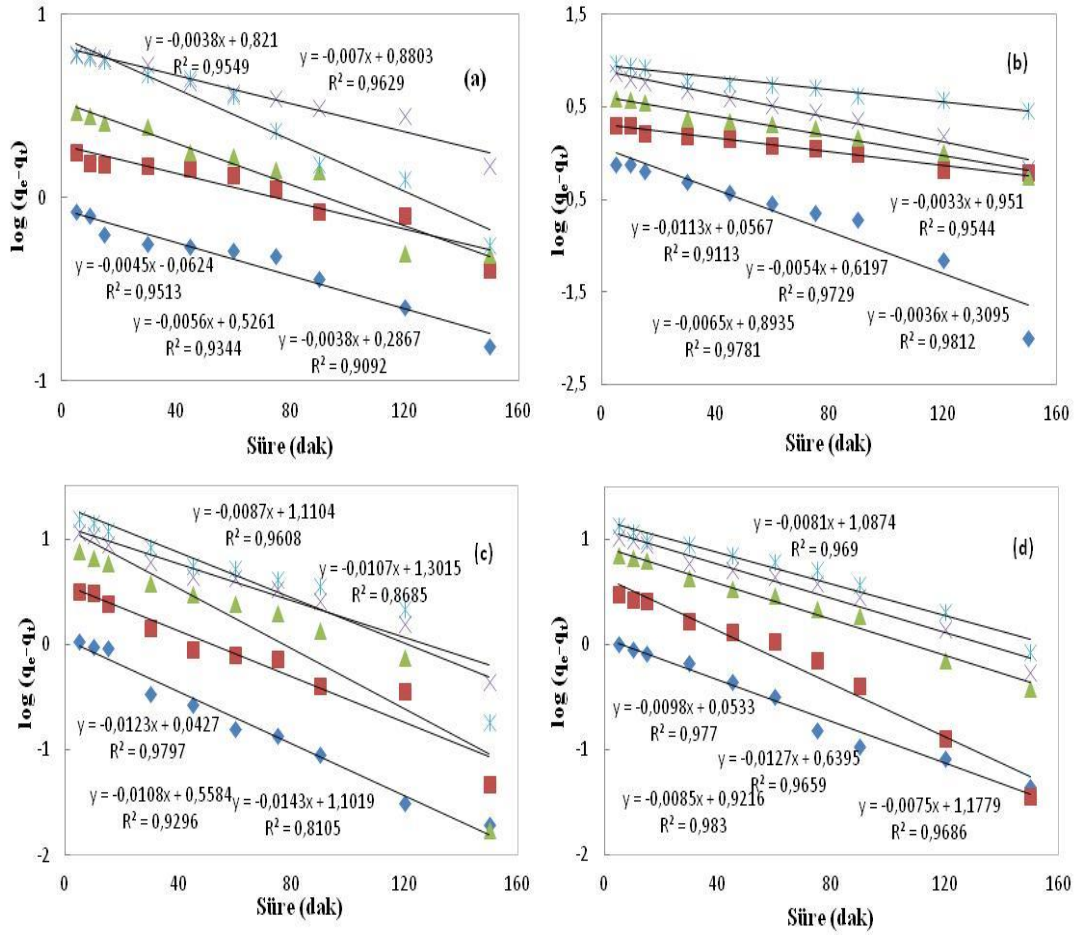 1
y = -0,0038x + 0,821
R² = 0,9549
y = -0,007x + 0,8803
R² = 0,9629
(a)
log (qₑ-qₜ)
0
y = -0,0045x - 0,0624
R² = 0,9513
y = -0,0056x + 0,5261
R² = 0,9344
y = -0,0038x + 0,2867
R² = 0,9092
-1
0 40 80 120 160
Süre (dak)
1,5
(b)
0,5
log (qₑ-qₜ)
-0,5
y = -0,0033x + 0,951
R² = 0,9544
y = -0,0113x + 0,0567
R² = 0,9113
y = -0,0054x + 0,6197
R² = 0,9729
-1,5
y = -0,0065x + 0,8935
R² = 0,9781
y = -0,0036x + 0,3095
R² = 0,9812
-2,5
0 40 80 120 160
Süre (dak)
y = -0,0087x + 1,1104
R² = 0,9608
(c)
1
y = -0,0107x + 1,3015
R² = 0,8685
log (qₑ-qₜ)
0
y = -0,0123x + 0,0427
R² = 0,9797
-1
y = -0,0108x + 0,5584
R² = 0,9296
y = -0,0143x + 1,1019
R² = 0,8105
-2
0 40 80 120 160
Süre (dak)
y = -0,0081x + 1,0874
R² = 0,969
(d)
1
log (qₑ-qₜ)
0
y = -0,0098x + 0,0533
R² = 0,977
y = -0,0127x + 0,6395
R² = 0,9659
-1
y = -0,0085x + 0,9216
R² = 0,983
y = -0,0075x + 1,1779
R² = 0,9686
-2
0 40 80 120 160
Süre (dak)